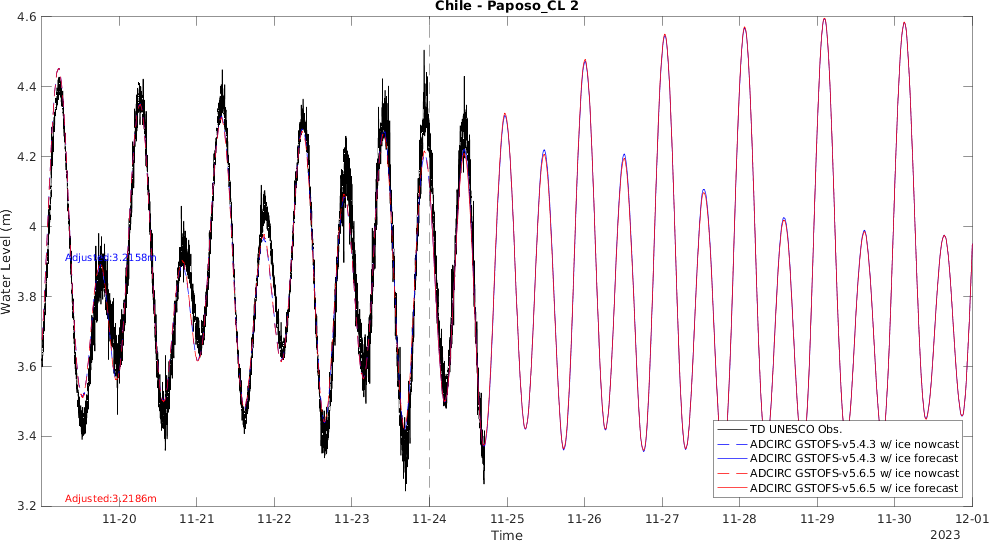 Chile - Paposo_CL 2
4.6
4.4
4.2
4
3.8
3.6
3.4
3.2
Water Level (m)
Adjusted:3.2158m
Adjusted:3.2186m
TD UNESCO Obs.
ADCIRC GSTOFS-v5.4.3 w/ ice nowcast
ADCIRC GSTOFS-v5.4.3 w/ ice forecast
ADCIRC GSTOFS-v5.6.5 w/ ice nowcast
ADCIRC GSTOFS-v5.6.5 w/ ice forecast
11-20 11-21 11-22 11-23 11-24 11-25 11-26 11-27 11-28 11-29 11-30 12-01
Time
2023